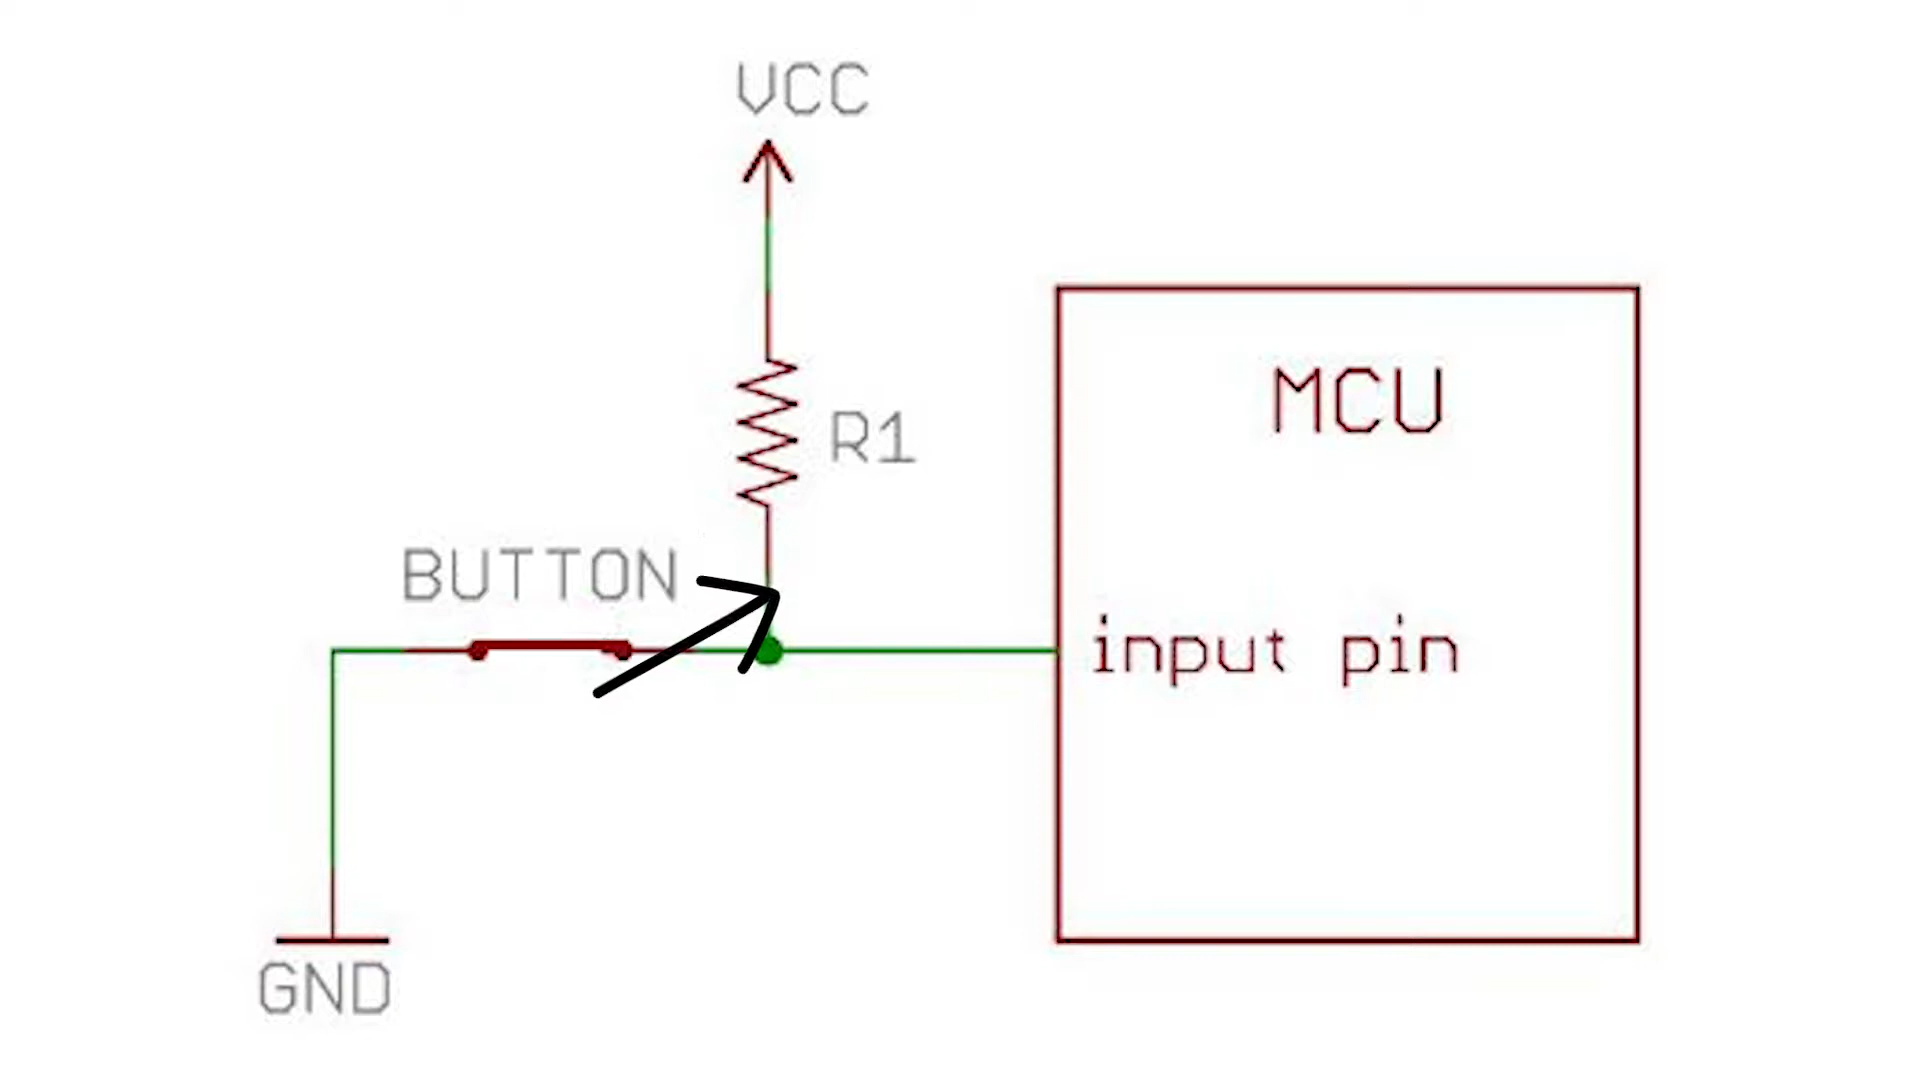 VCC
MCU
R1
BUTTON
input pin
GND